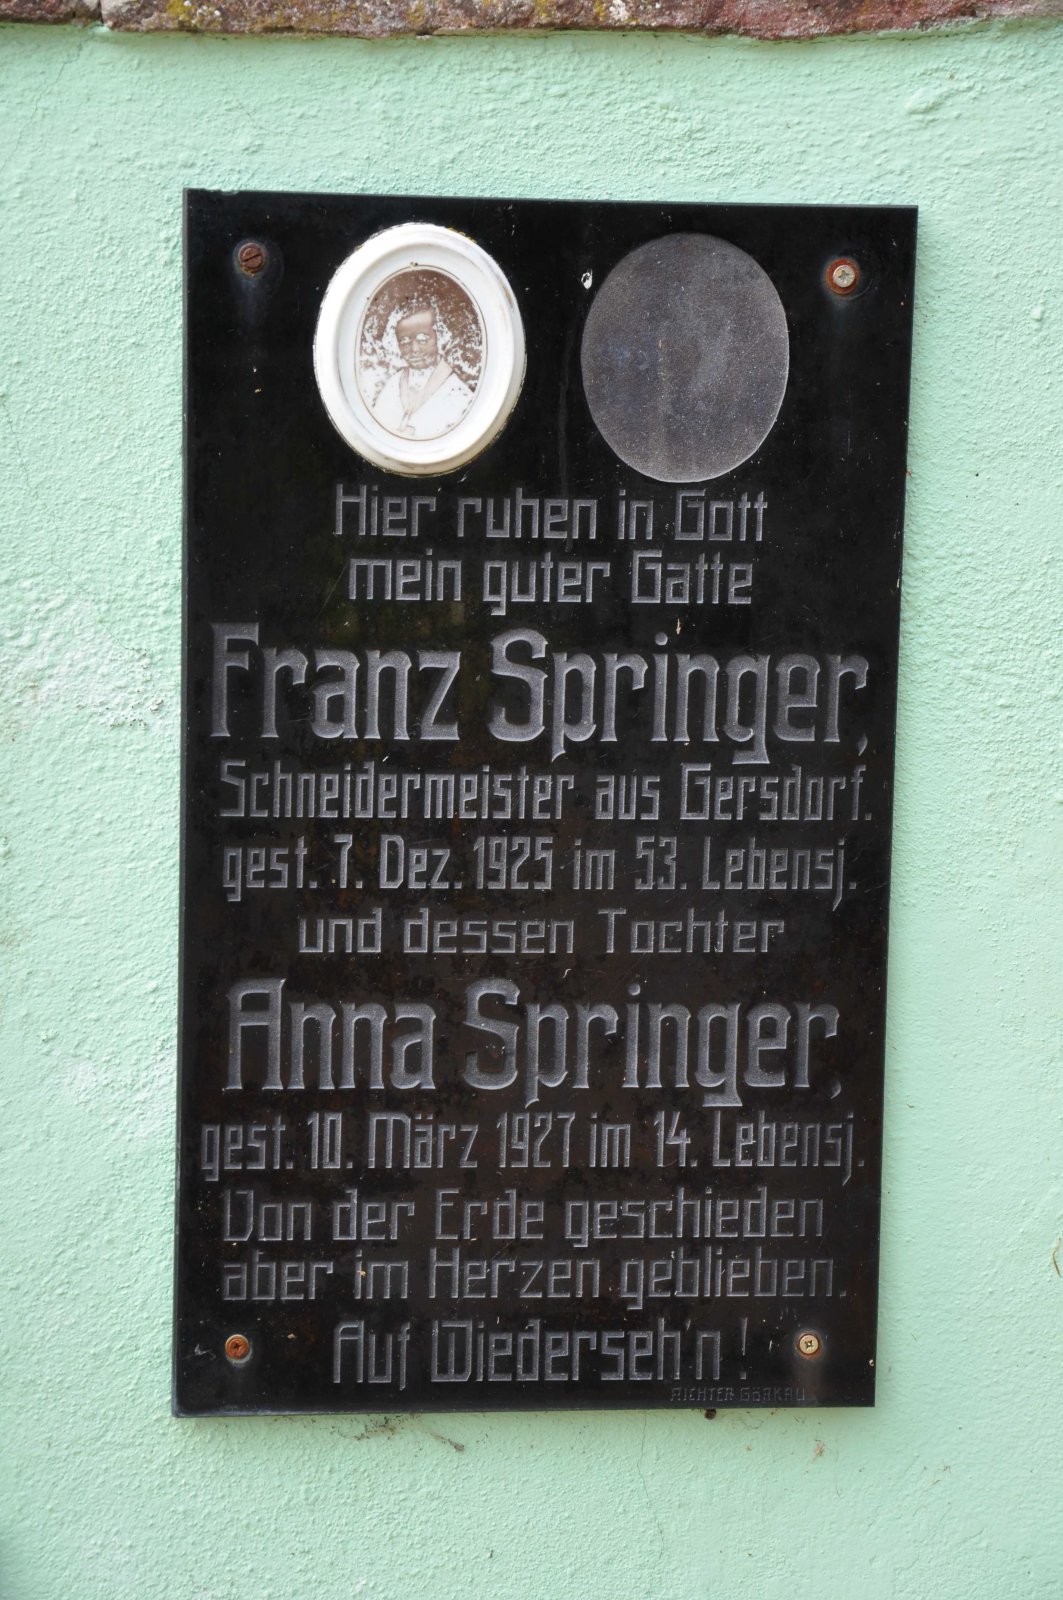 Hier ruhen in Gott
mein guter Gatte
Franz Springer,
Schneidermeister aus Gersdorf.
gest. 7. Dez. 1925 im 53. Lebensj.
und dessen Tochter
Anna Springer,
gest. 10. März 1927 im 14. Lebensj.
Von der Erde geschieden
aber im Herzen geblieben.
Auf Wiederseh'n!
RICHTER GÖRKAU